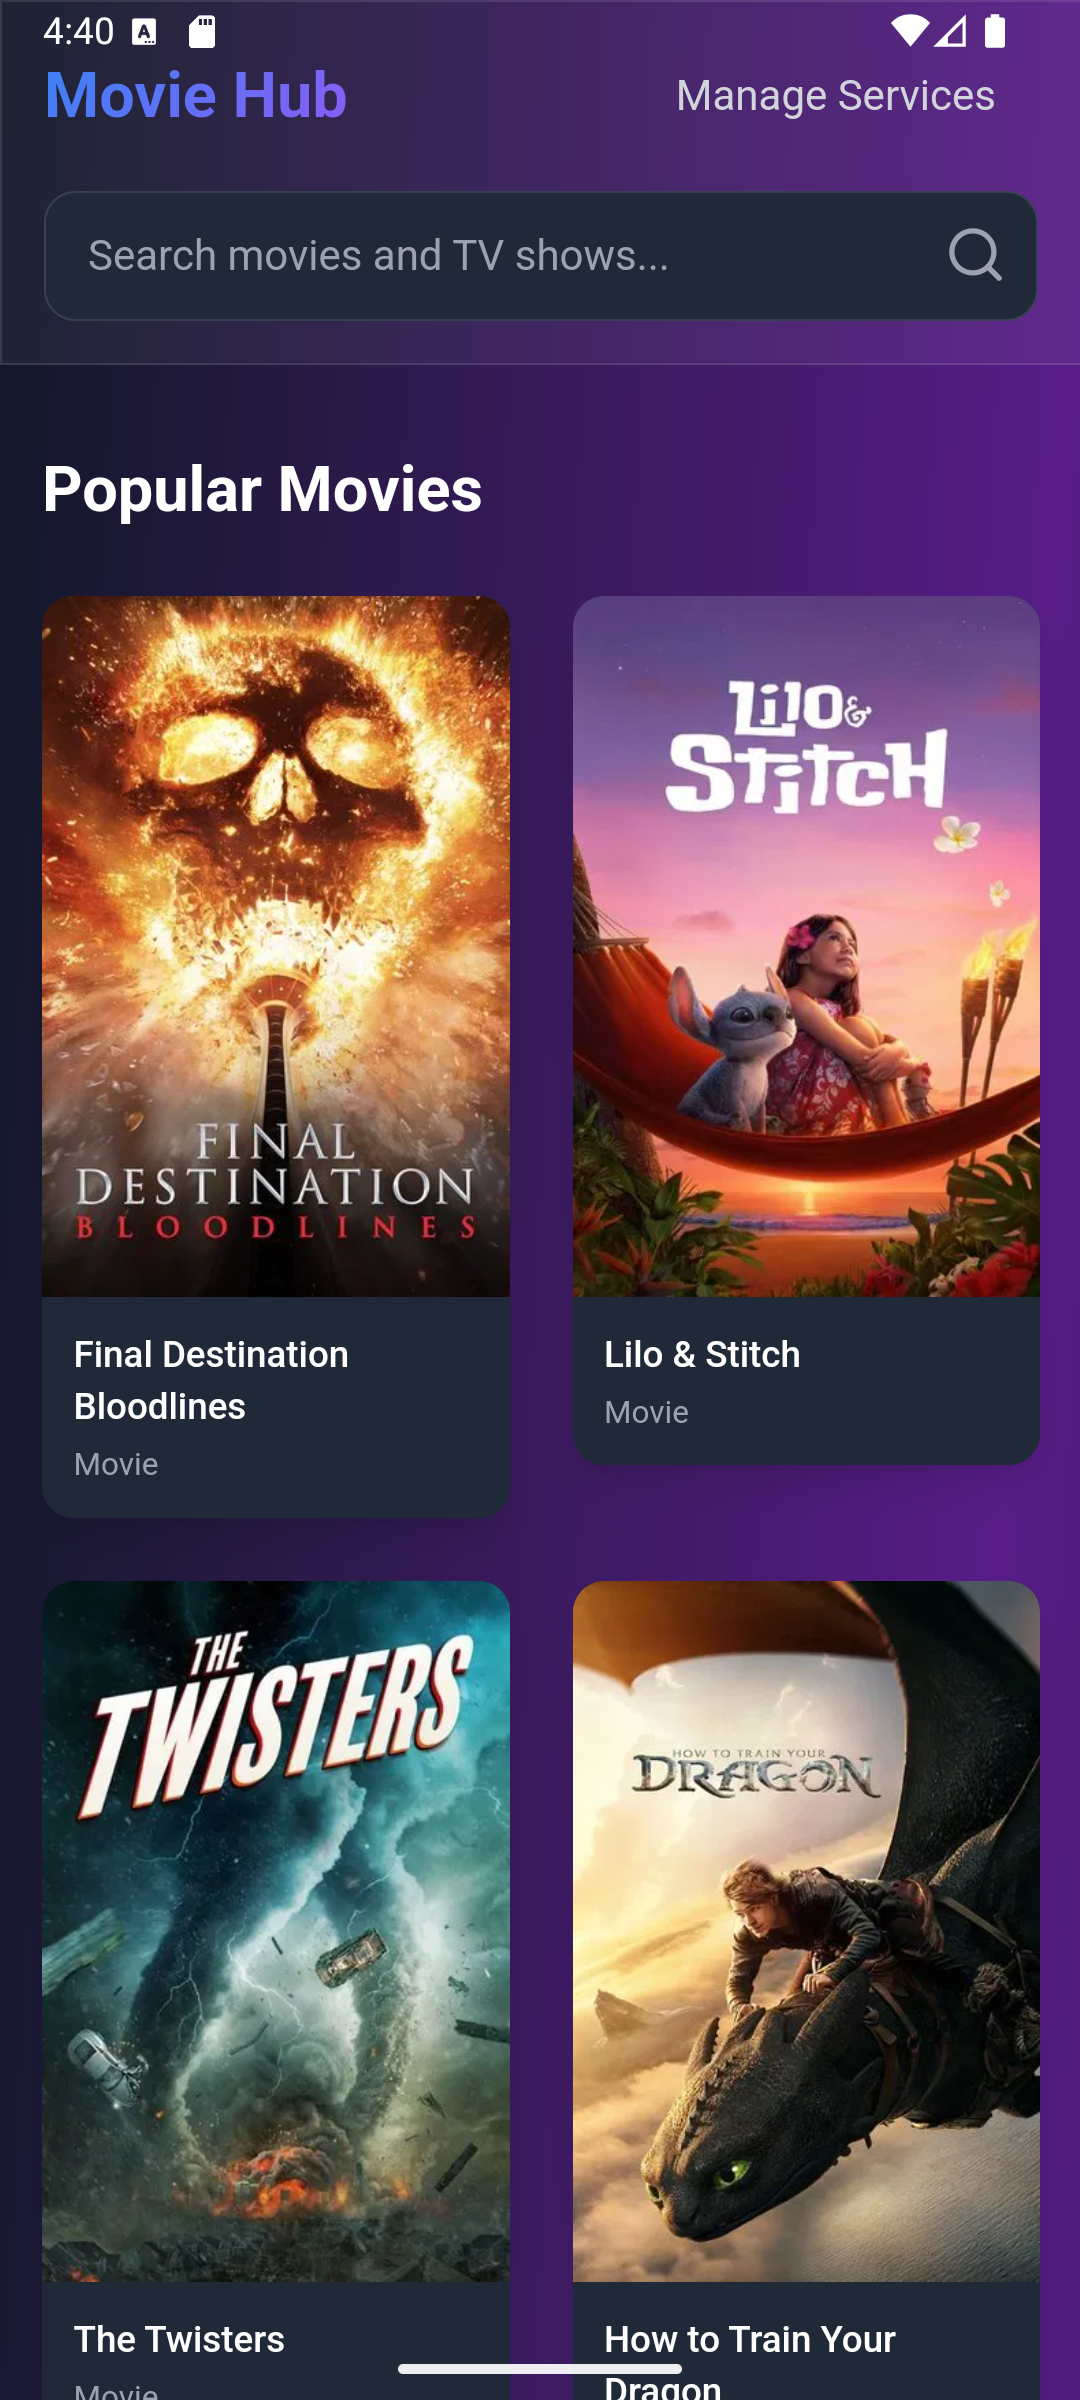 4:40
Movie Hub
Manage Services
Search movies and TV shows...
Popular Movies
LiLO &
STiTCH
FINAL
DESTINATION
BLOODLINES
Final Destination
Bloodlines
Movie
Lilo & Stitch
Movie
THE
TWISTERS
HOW TO TRAIN YOUR
DRAGON
The Twisters
Movie
How to Train Your
Dragon